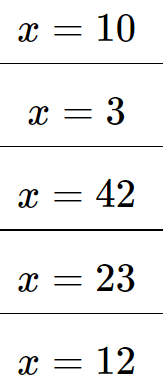 x = 10
x = 3
x = 42
x = 23
x = 12